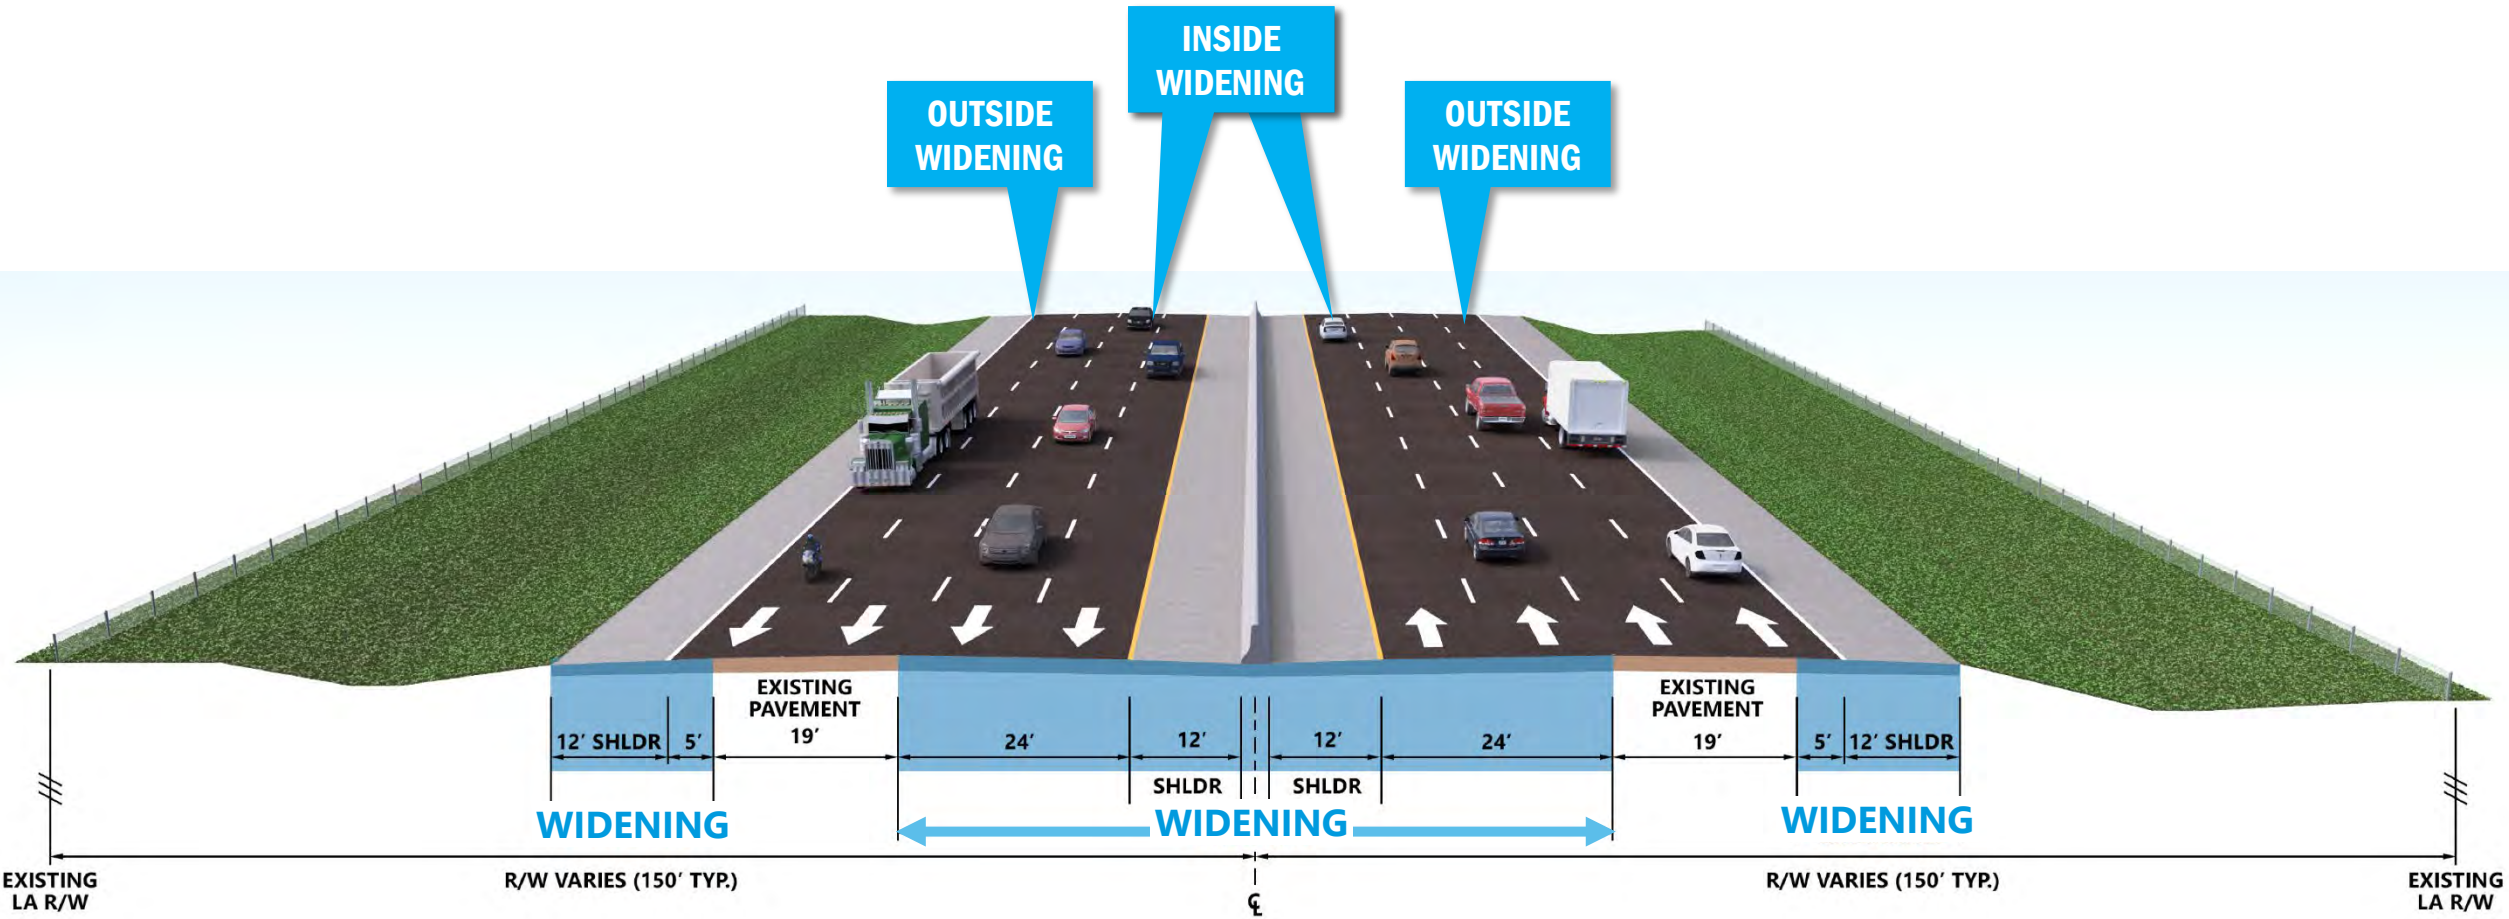 INSIDE
WIDENING
OUTSIDE
WIDENING
OUTSIDE
WIDENING
EXISTING
PAVEMENT
19'
EXISTING
PAVEMENT
19'
12' SHLDR
5'
24'
12'
SHLDR
12'
SHLDR
24'
5'
12' SHLDR
WIDENING
WIDENING
WIDENING
EXISTING
LA R/W
R/W VARIES (150' TYP.)
℄
R/W VARIES (150' TYP.)
EXISTING
LA R/W